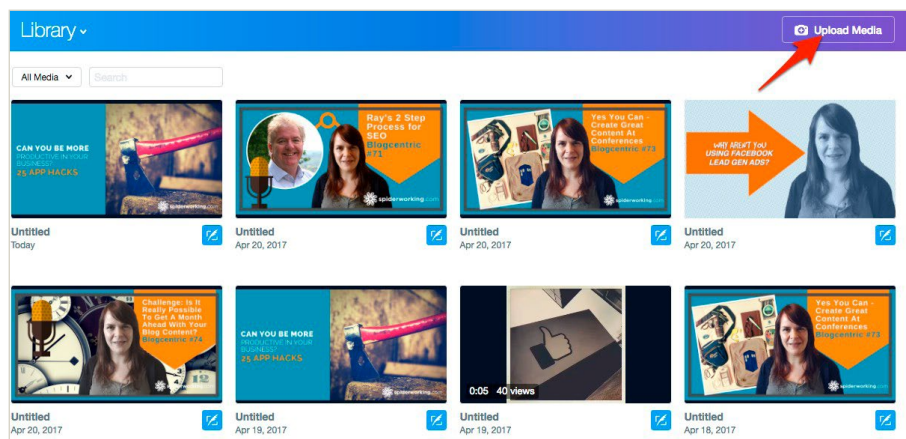 Library
Upload Media
All Media
Search
CAN YOU BE MORE
PRODUCTIVE IN YOUR
BUSINESS?
25 APP HACKS
spiderworking.com
Ray's 2 Step
Process for
SEO
Blogcentric
#71
spiderworking.com
Yes You Can -
Create Great
Content At
Conferences
Blogcentric #73
spiderworking.com
WHY AREN'T YOU
USING FACEBOOK
LEAD GEN ADS?
Untitled
Today
Untitled
Apr 20, 2017
Untitled
Apr 20, 2017
Untitled
Apr 20, 2017
Challenge: Is It
Really Possible
To Get A Month
Ahead With Your
Blog Content?
Blogcentric #74
12
spiderworking.com
CAN YOU BE MORE
PRODUCTIVE IN YOUR
BUSINESS?
25 APP HACKS
spiderworking.com
0:05 40 views
Yes You Can -
Create Great
Content At
Conferences
Blogcentric #73
spiderworking.com
Untitled
Apr 20, 2017
Untitled
Apr 19, 2017
Untitled
Apr 19, 2017
Untitled
Apr 18, 2017